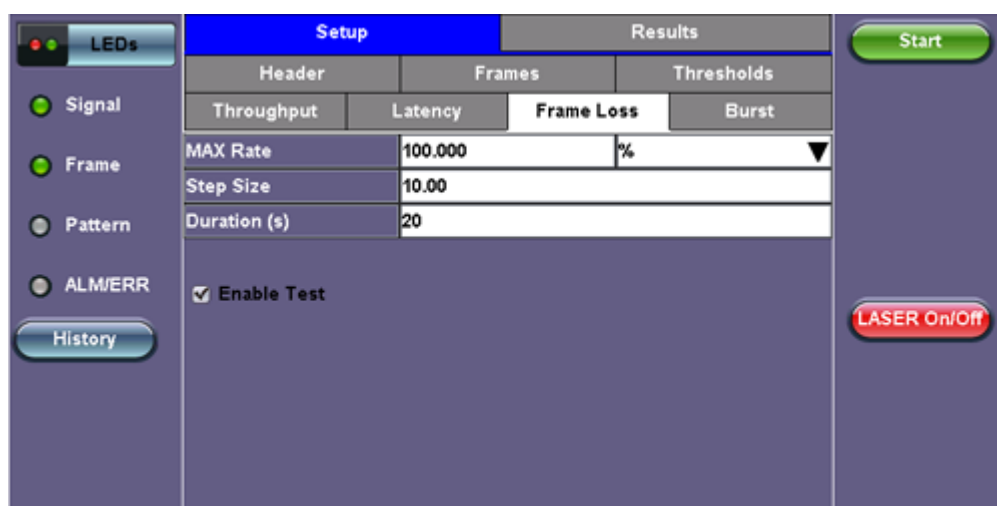 LEDs
Setup
Results
Start
Header
Frames
Thresholds
Signal
Throughput
Latency
Frame Loss
Burst
MAX Rate
100.000
%
Frame
Step Size
10.00
Duration (s)
20
Pattern
ALM/ERR
Enable Test
LASER On/Off
History